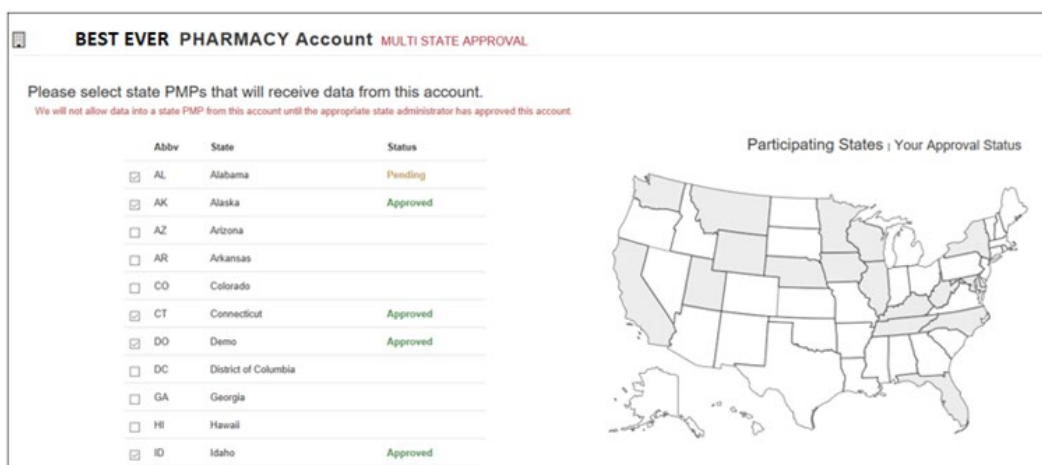 BEST EVER PHARMACY Account MULTI STATE APPROVAL
Please select state PMPs that will receive data from this account.
We will not allow data into a state PMP from this account until the appropriate state administrator has approved this account.
Abbv State Status
AL Alabama Pending
AK Alaska Approved
AZ Arizona
AR Arkansas
CO Colorado
CT Connecticut Approved
DO Demo Approved
DC District of Columbia
GA Georgia
HI Hawaii
ID Idaho Approved
Participating States | Your Approval Status